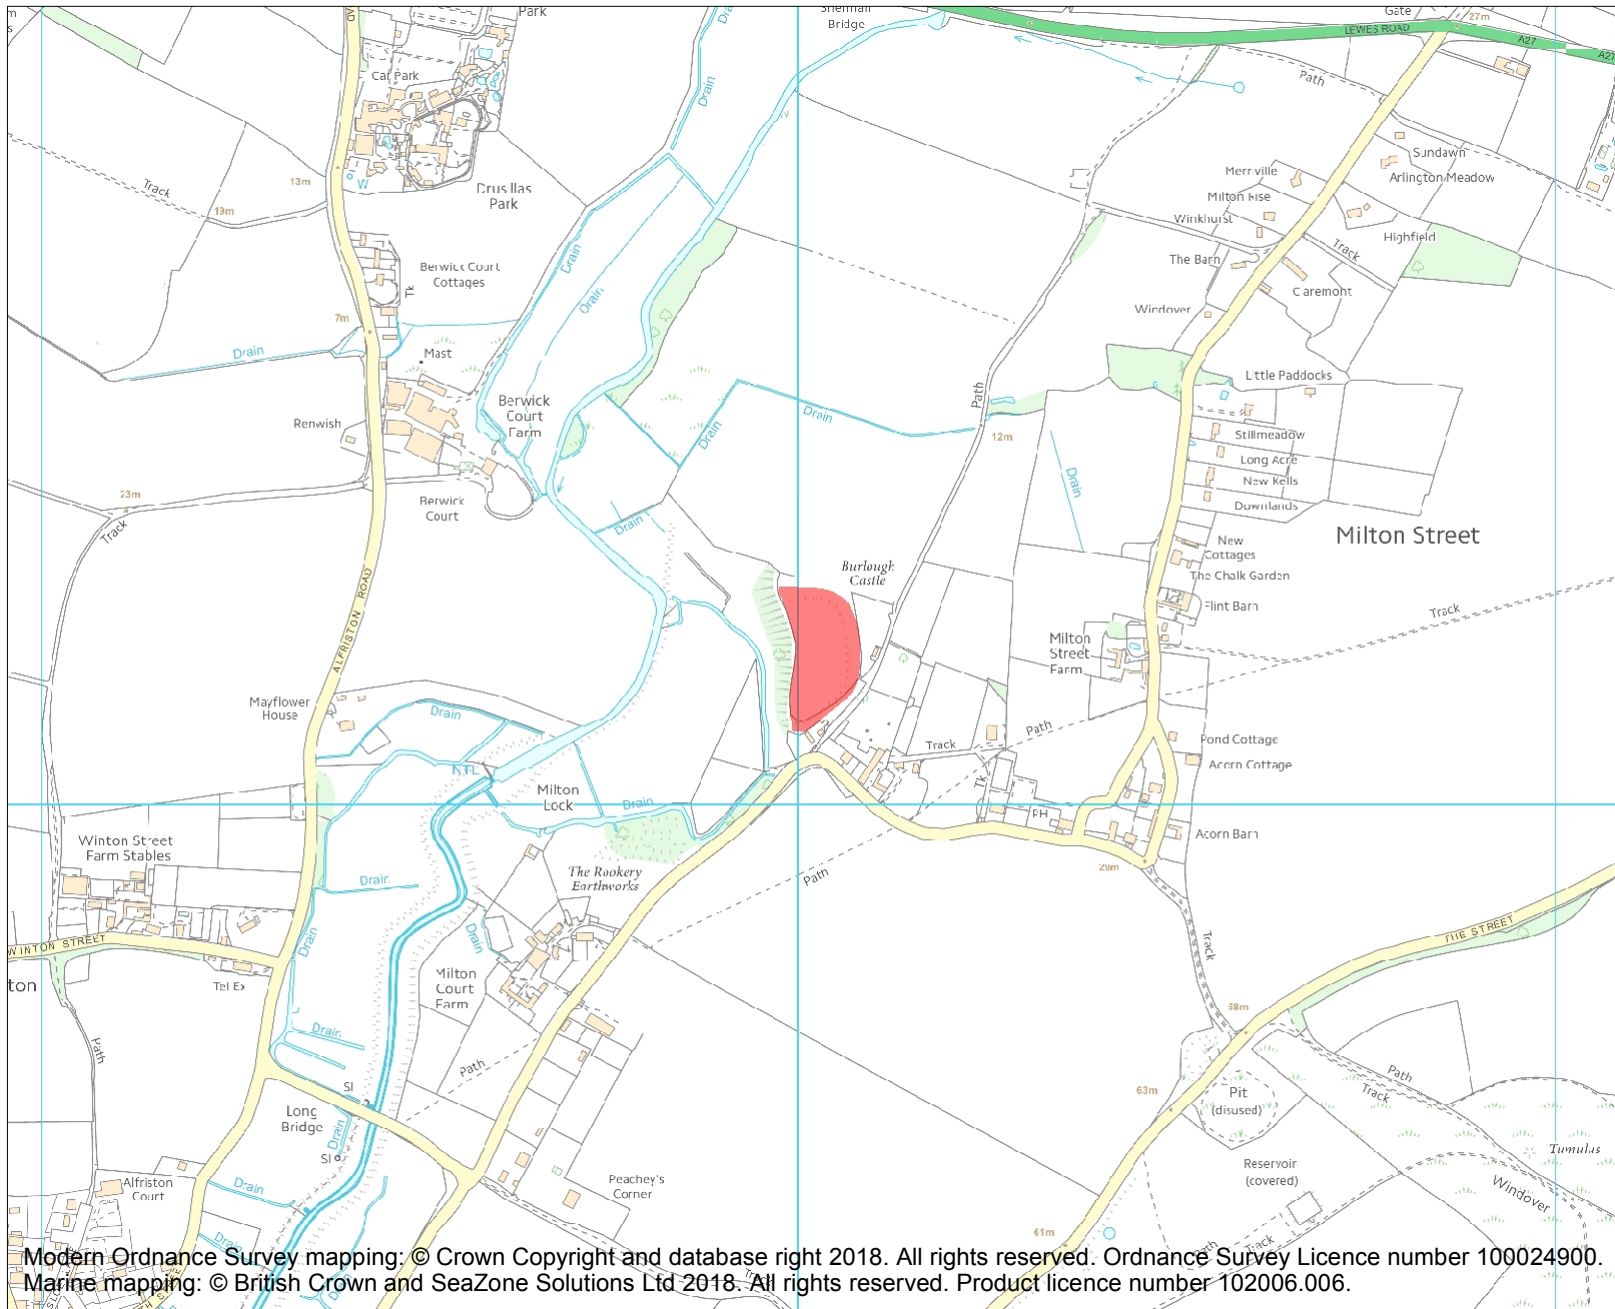 Park
Bridge
Gate
27m
LEWES ROAD
A27
A27
Car Park
Drain
Path
13m
W
Track
19m
Drusillas
Park
Sundawn
Arlington Meadow
Merryville
Milton Rise
Winkhurst
Track
Highfield
The Barn
Claremont
Windover
Drain
Berwick Court
Cottages
Tk
Drain
7m
Drain
Mast
Little Paddocks
Path
Renwish
Berwick
Court
Farm
Drain
Drain
12m
Stillmeadow
Long Acre
New Kells
Downlands
Drain
23m
Track
Berwick
Court
Drain
Milton Street
New
Cottages
The Chalk Garden
Flint Barn
Burlough
Castle
ALFRISTON ROAD
Milton
Street
Farm
Track
Mayflower
House
Drain
NTL
Milton
Lock
Drain
Track
Path
Tk
PH
Pond Cottage
Acorn Cottage
Acorn Barn
29m
Winton Street
Farm Stables
Drain
The Rookery
Earthworks
Path
WINTON STREET
ton
Tel Ex
Drain
Drain
Milton
Court
Farm
Track
THE STREET
58m
Drain
Path
Path
Sl
Long
Bridge
Drain
Sl
63m
Pit
(disused)
Path
Track
Tumulus
Windover
Reservoir
(covered)
Alfriston
Court
Drain
Peachey's
Corner
61m
Drain
Path
Track
Modern Ordnance Survey mapping: © Crown Copyright and database right 2018. All rights reserved. Ordnance Survey Licence number 100024900.
Marine mapping: © British Crown and SeaZone Solutions Ltd 2018. All rights reserved. Product licence number 102006.006.
Drain
Track